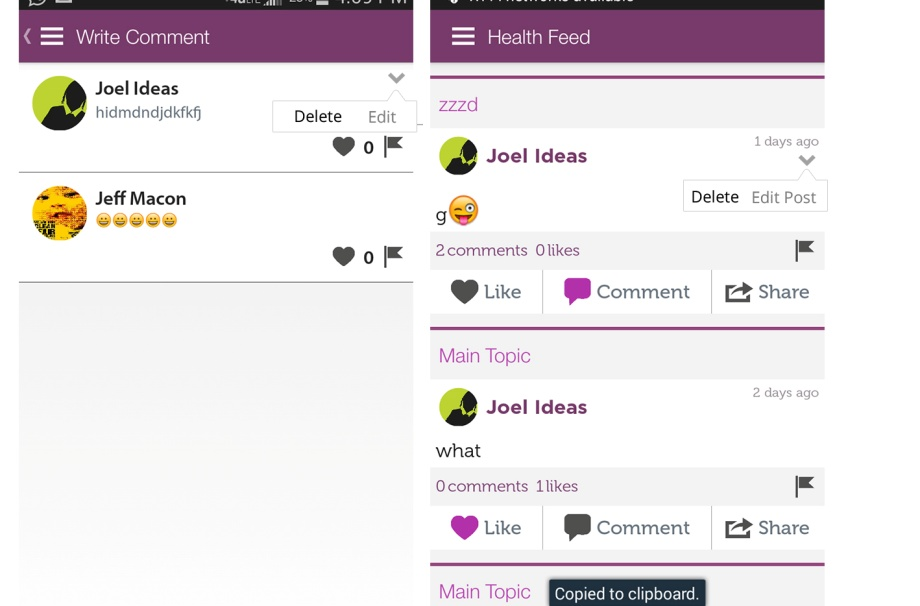 Write Comment
Joel Ideas
hidmdndjdkfkfj
Delete Edit
0
Jeff Macon
😀😀😀😀😀
0
Health Feed
zzzd
1 days ago
Joel Ideas
Delete Edit Post
g😜
2 comments 0 likes
Like Comment Share
Main Topic
2 days ago
Joel Ideas
what
0 comments 1 likes
Like Comment Share
Main Topic
Copied to clipboard.